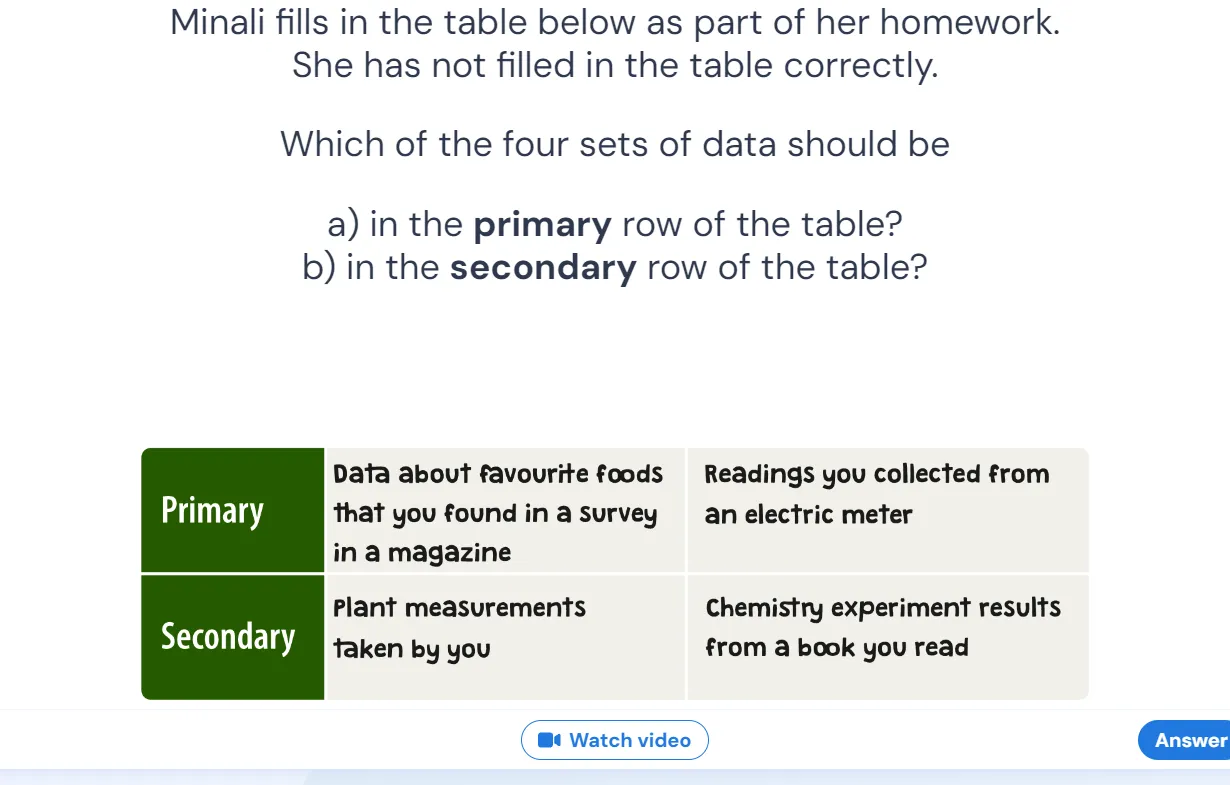 Minali fills in the table below as part of her homework.
She has not filled in the table correctly.
Which of the four sets of data should be
a) in the primary row of the table?
b) in the secondary row of the table?
Primary
Data about favourite foods
that you found in a survey
in a magazine
Readings you collected from
an electric meter
Secondary
Plant measurements
taken by you
Chemistry experiment results
from a book you read
Watch video
Answer